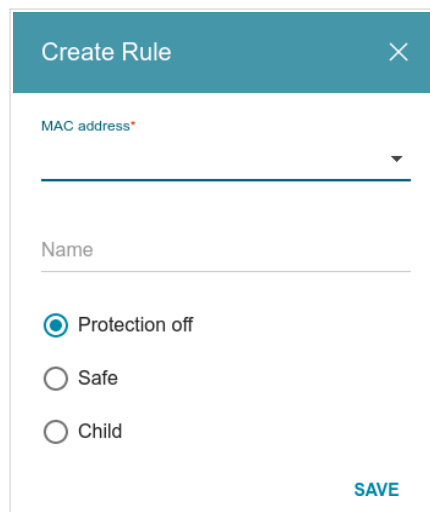 Create Rule
MAC address*
Name
Protection off
Safe
Child
SAVE